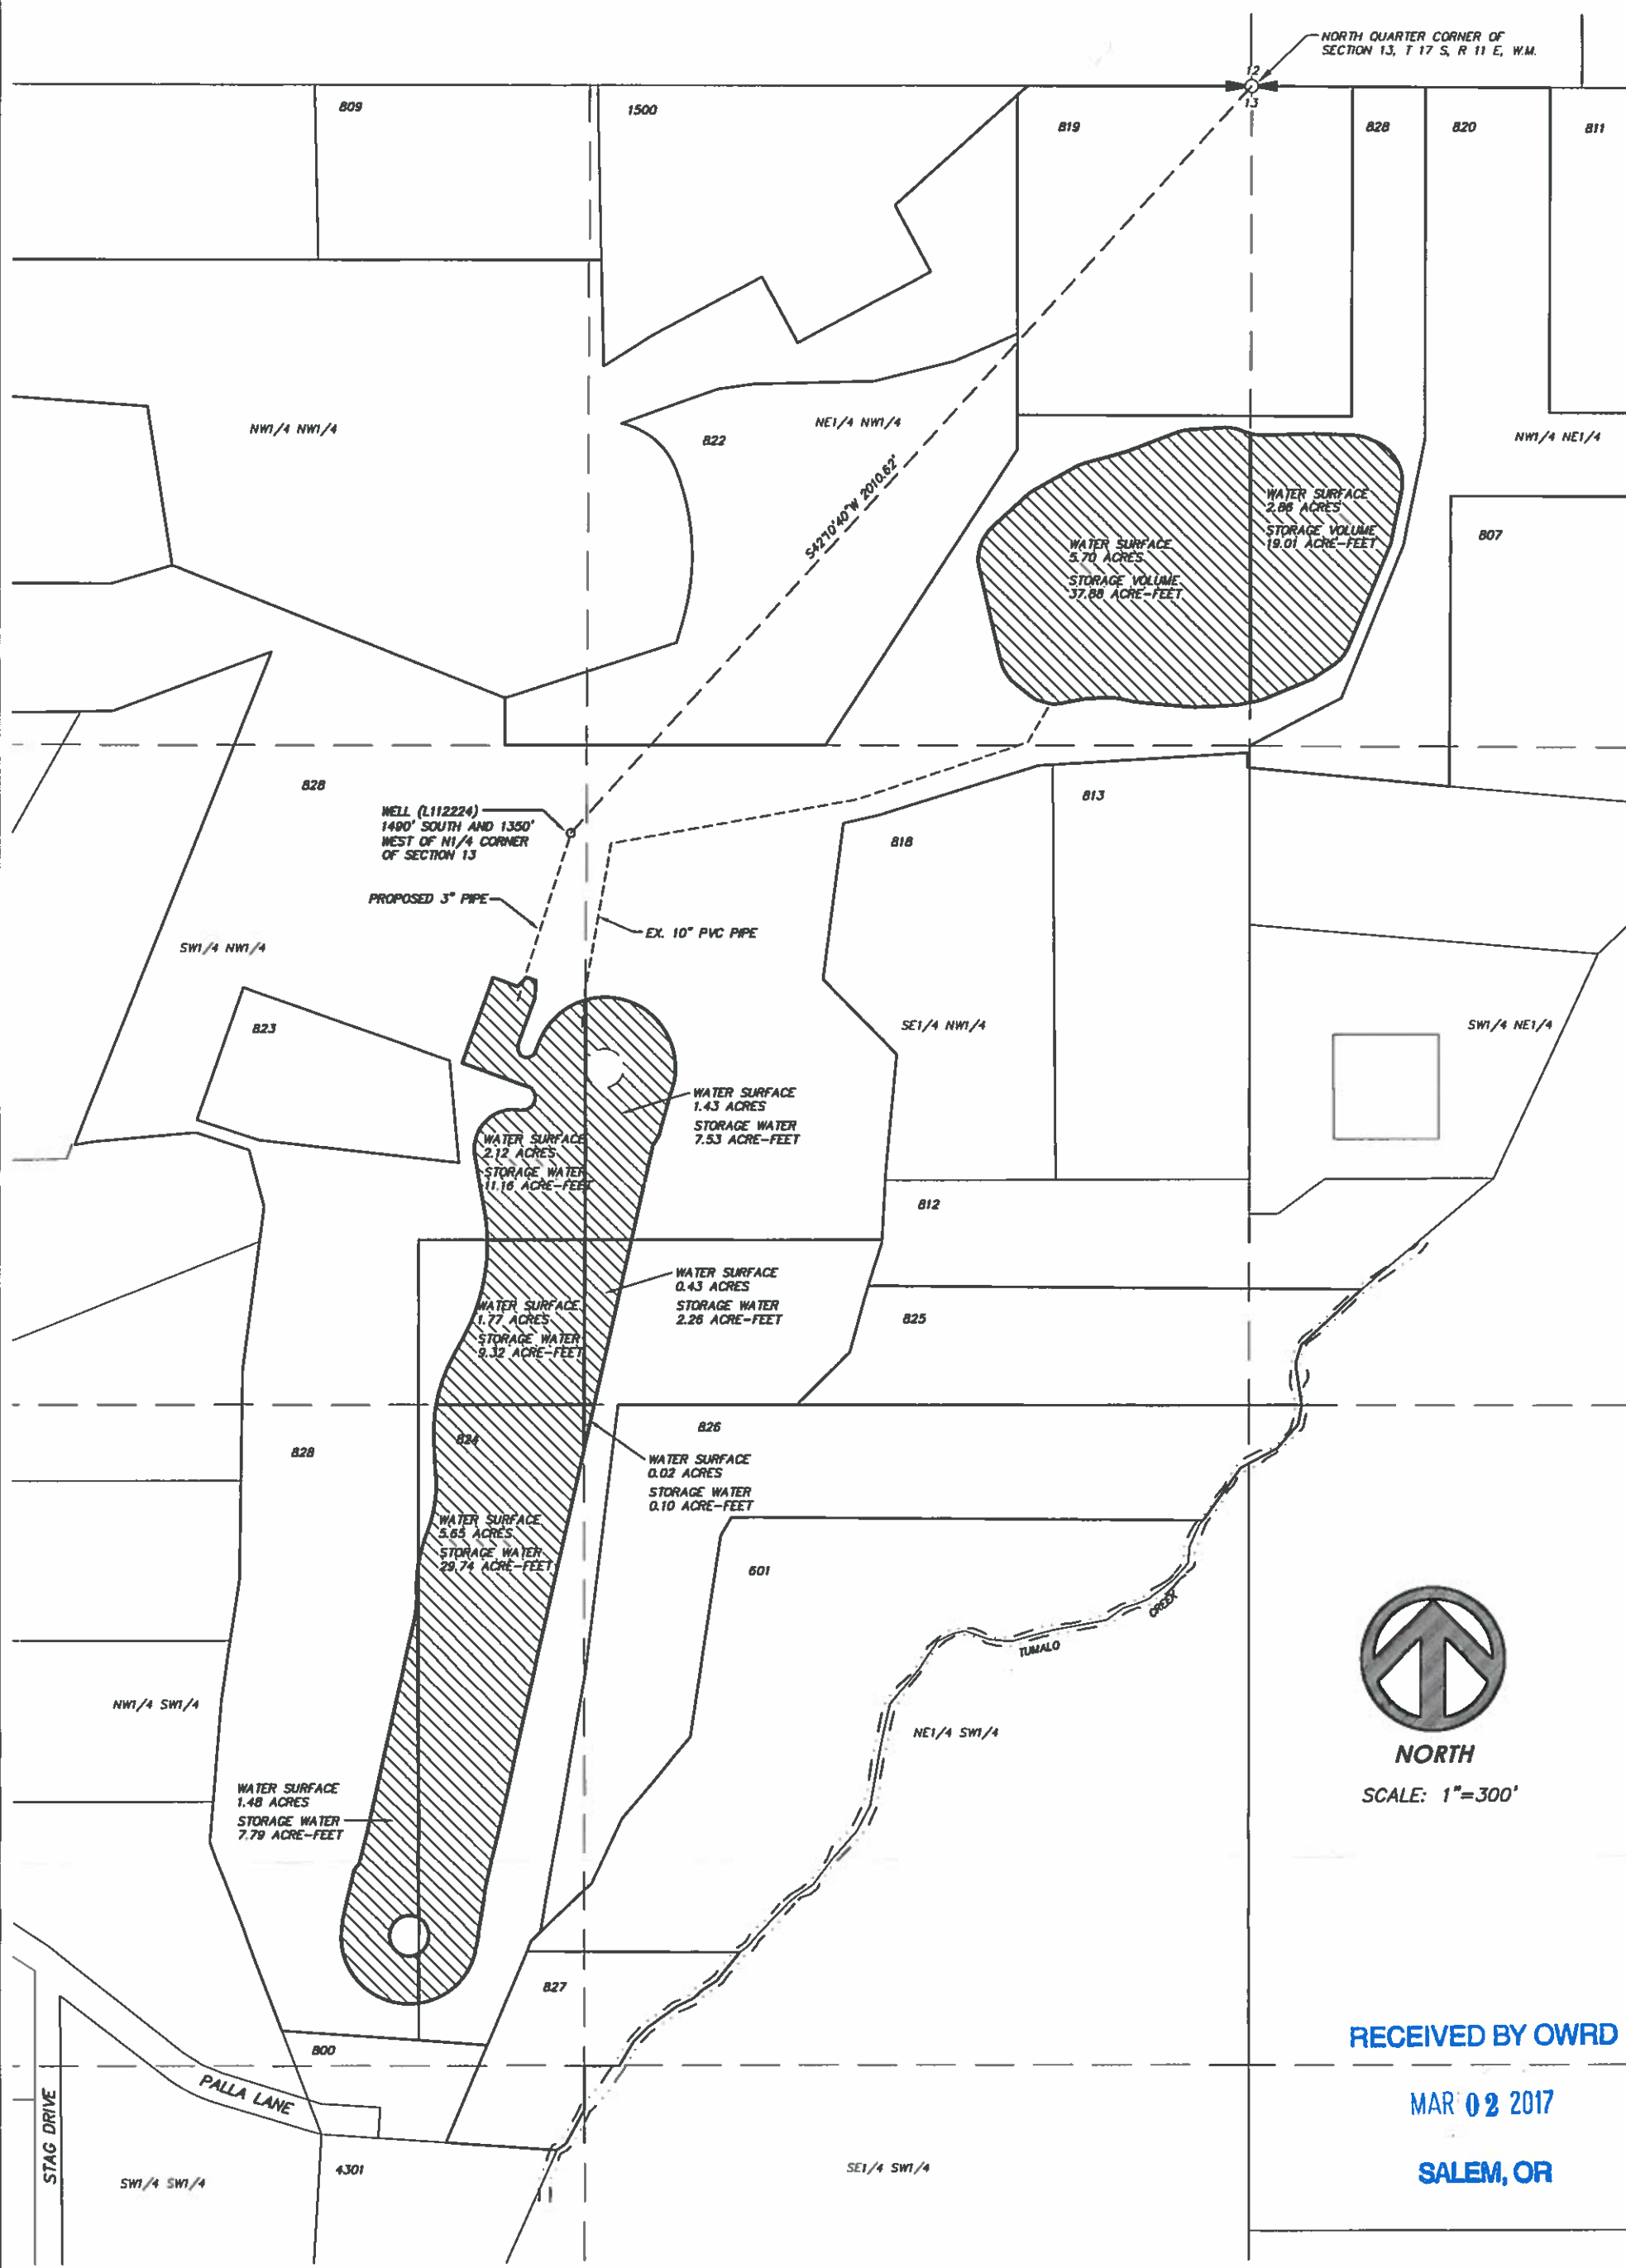 NORTH QUARTER CORNER OF
SECTION 13, T 17 S, R 11 E, W.M.
12
13
809
1500
819
828
820
811
NW1/4 NW1/4
822
NE1/4 NW1/4
NW1/4 NE1/4
S42°10'40"W 2010.62'
WATER SURFACE
2.86 ACRES
STORAGE VOLUME
19.01 ACRE-FEET
WATER SURFACE
5.70 ACRES
STORAGE VOLUME
37.88 ACRE-FEET
807
828
813
WELL (L112224)
1490' SOUTH AND 1350'
WEST OF N1/4 CORNER
OF SECTION 13
818
PROPOSED 3" PIPE
EX. 10" PVC PIPE
SW1/4 NW1/4
823
SE1/4 NW1/4
SW1/4 NE1/4
WATER SURFACE
1.43 ACRES
STORAGE WATER
7.53 ACRE-FEET
WATER SURFACE
2.12 ACRES
STORAGE WATER
11.16 ACRE-FEET
812
WATER SURFACE
0.43 ACRES
STORAGE WATER
2.26 ACRE-FEET
WATER SURFACE
1.77 ACRES
STORAGE WATER
9.32 ACRE-FEET
825
828
824
826
WATER SURFACE
0.02 ACRES
STORAGE WATER
0.10 ACRE-FEET
WATER SURFACE
5.65 ACRES
STORAGE WATER
29.74 ACRE-FEET
601
TUMALO
CREEK
NW1/4 SW1/4
NE1/4 SW1/4
NORTH
SCALE: 1"=300'
WATER SURFACE
1.48 ACRES
STORAGE WATER
7.79 ACRE-FEET
827
800
RECEIVED BY OWRD
MAR 02 2017
SALEM, OR
PALLA LANE
STAG DRIVE
4301
SW1/4 SW1/4
SE1/4 SW1/4